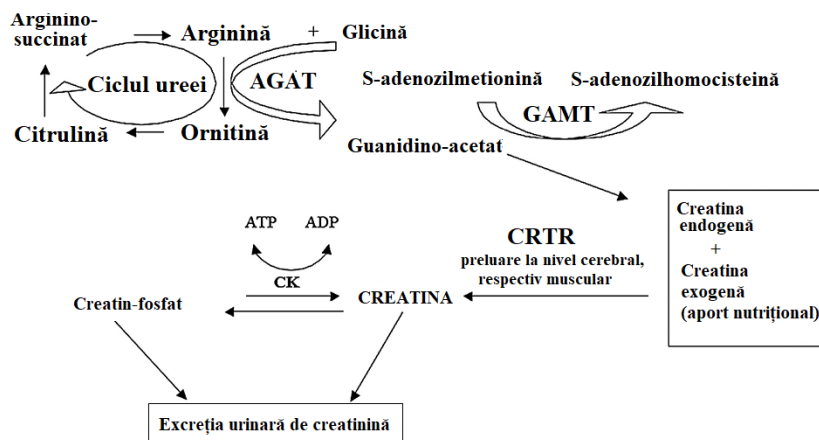 Arginino-
succinat
Arginină + Glicină
Ciclul ureei
AGAT
S-adenozilmetionină
S-adenozilhomocisteină
GAMT
Citrulină
Ornitină
Guanidino-acetat
ATP
ADP
CK
CRTR
preluare la nivel cerebral,
respectiv muscular
Creatina
endogenă
+
Creatina
exogenă
(aport nutrițional)
Creatin-fosfat
CREATINA
Excreția urinară de creatinină